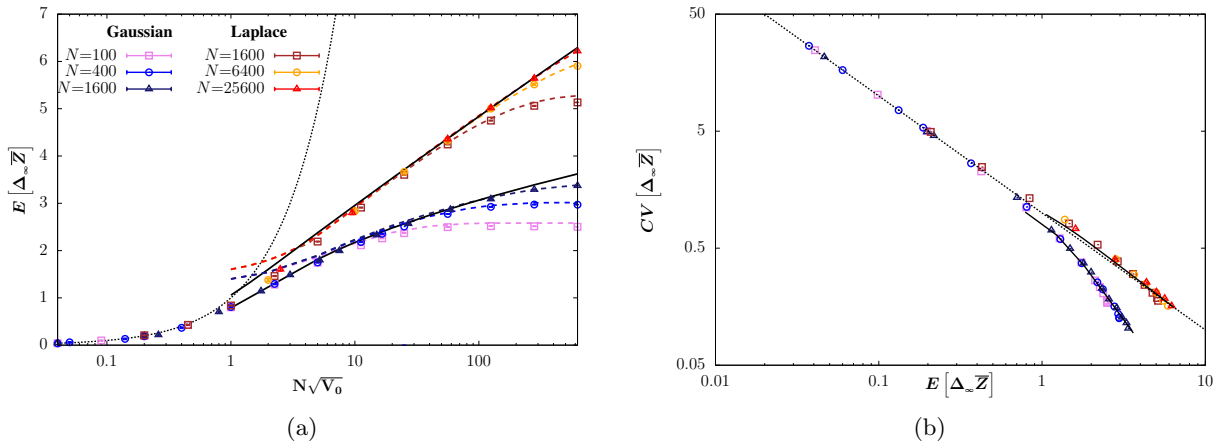 7
6
5
4
3
2
1
0
E [Δ∞Z̅]
Gaussian Laplace
N=100 N=1600
N=400 N=6400
N=1600 N=25600
0.1 1 10 100
N√V₀
(a)
50
5
0.5
0.05
CV [Δ∞Z̅]
0.01 0.1 1 10
E [Δ∞Z̅]
(b)